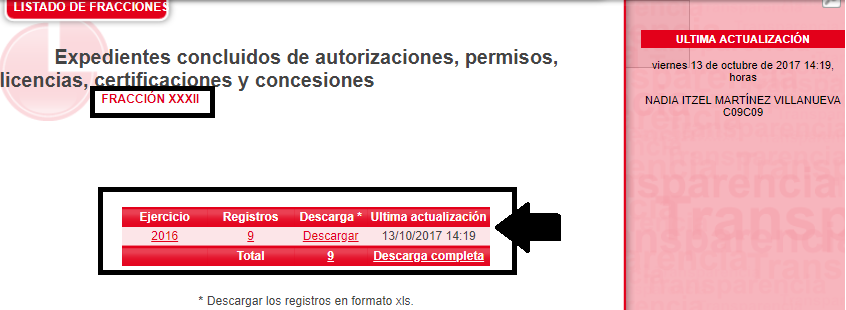 LISTADO DE FRACCIONES
Expedientes concluidos de autorizaciones, permisos,
licencias, certificaciones y concesiones
FRACCIÓN XXXII
Ejercicio Registros Descarga * Ultima actualización
2016 9 Descargar 13/10/2017 14:19
Total 9 Descarga completa
* Descargar los registros en formato xls.
ULTIMA ACTUALIZACIÓN
viernes 13 de octubre de 2017 14:19,
horas
NADIA ITZEL MARTÍNEZ VILLANUEVA
C09C09